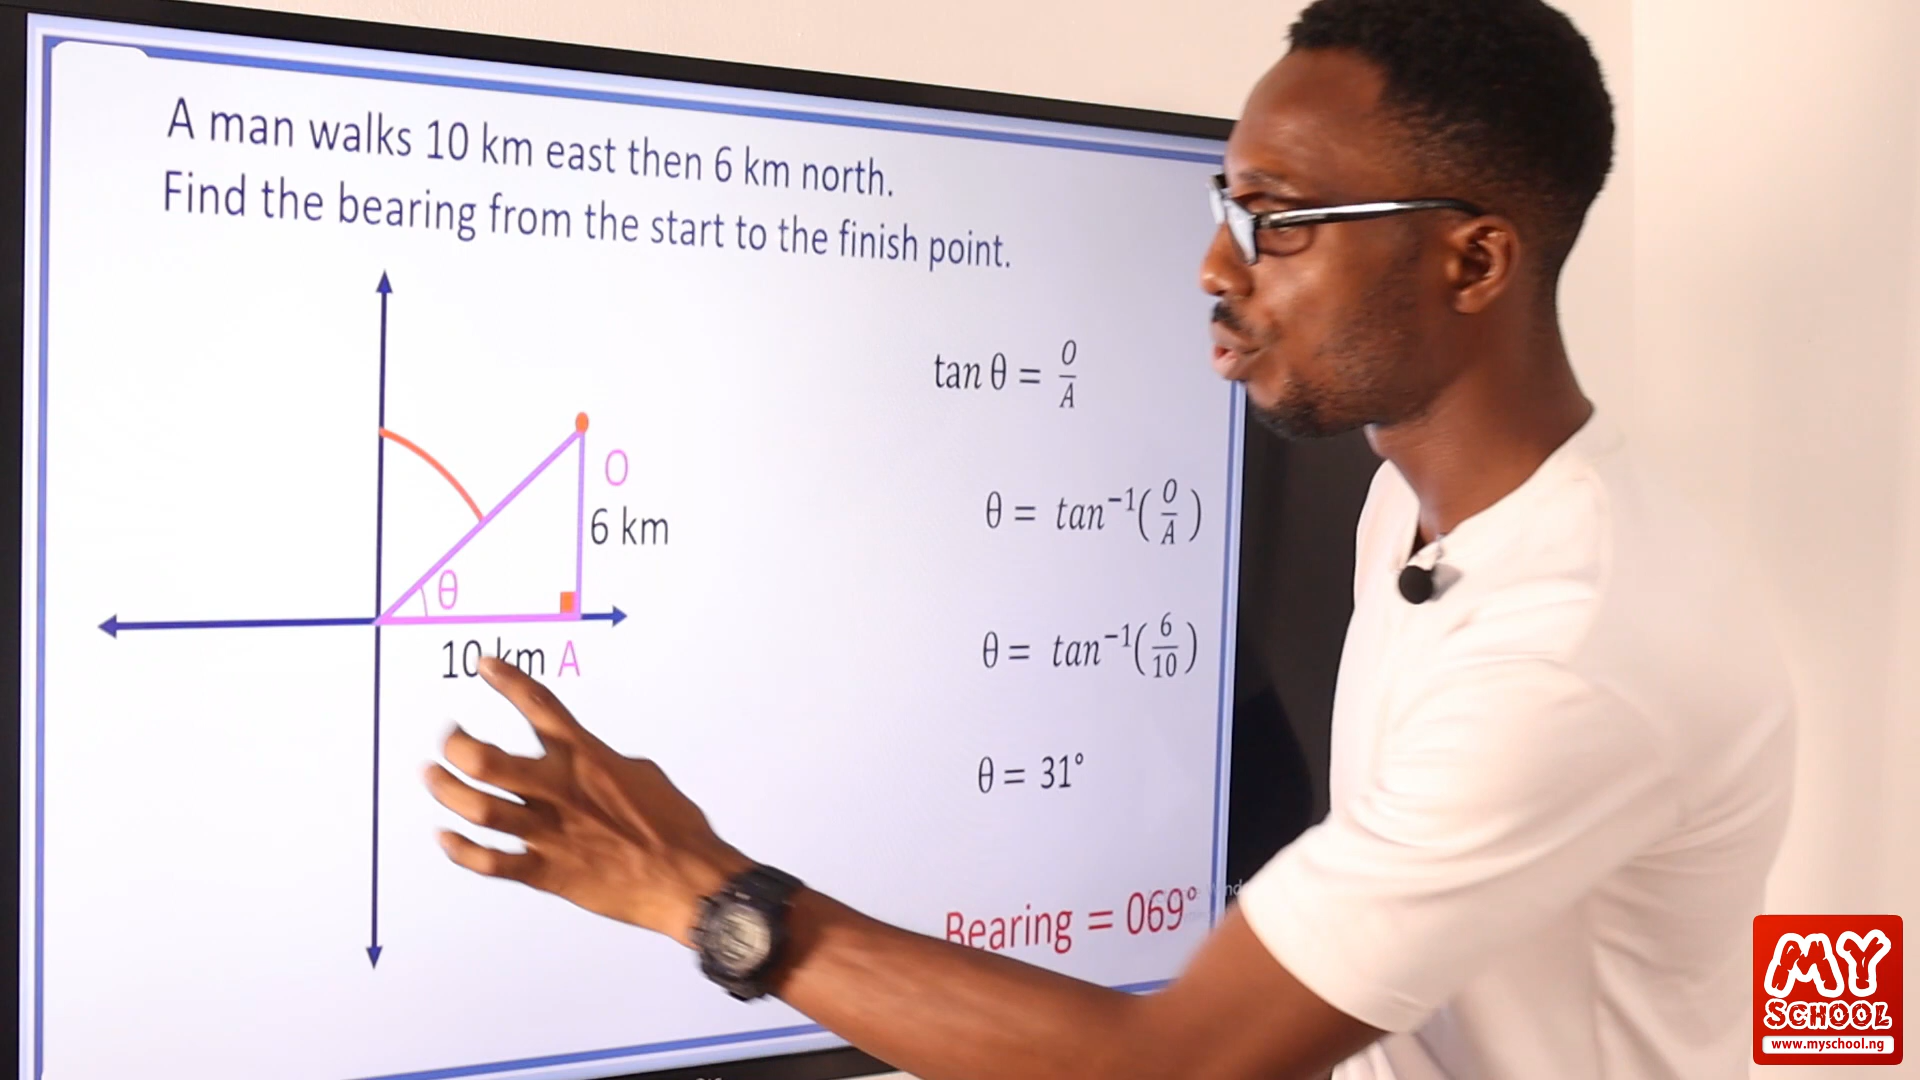 A man walks 10 km east then 6 km north.
Find the bearing from the start to the finish point.
tan θ = O/A
O
θ = tan⁻¹(O/A)
6 km
θ
θ = tan⁻¹(6/10)
10 km A
θ = 31°
Bearing = 069°
MY
SCHOOL
www.myschool.ng